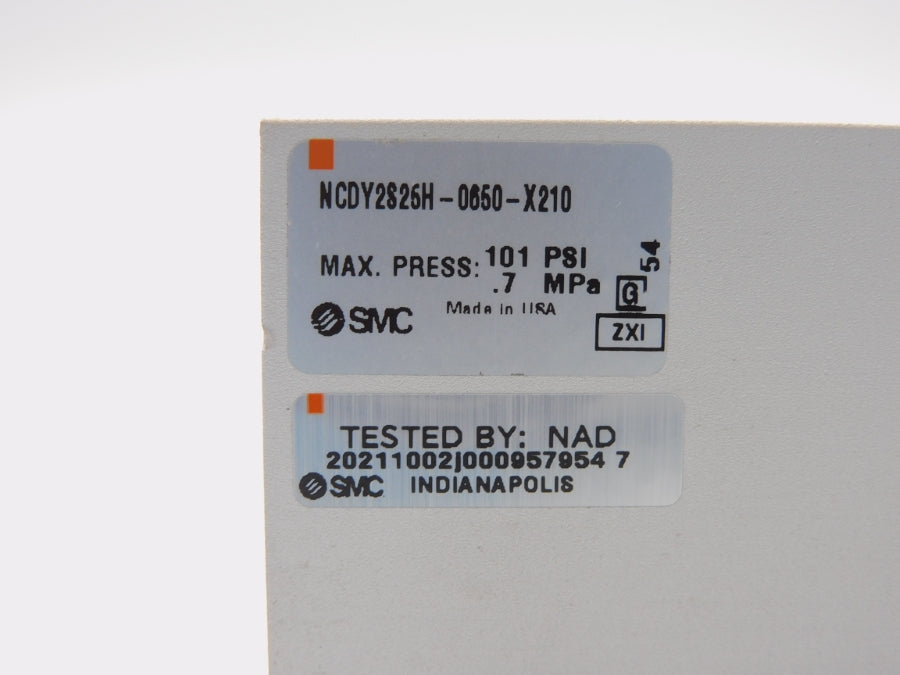 NCDY2S25H-0650-X210
MAX. PRESS: 101 PSI
.7 MPa
54
G
Made in USA
SMC
ZXI
TESTED BY: NAD
20211002J000957954 7
SMC INDIANAPOLIS